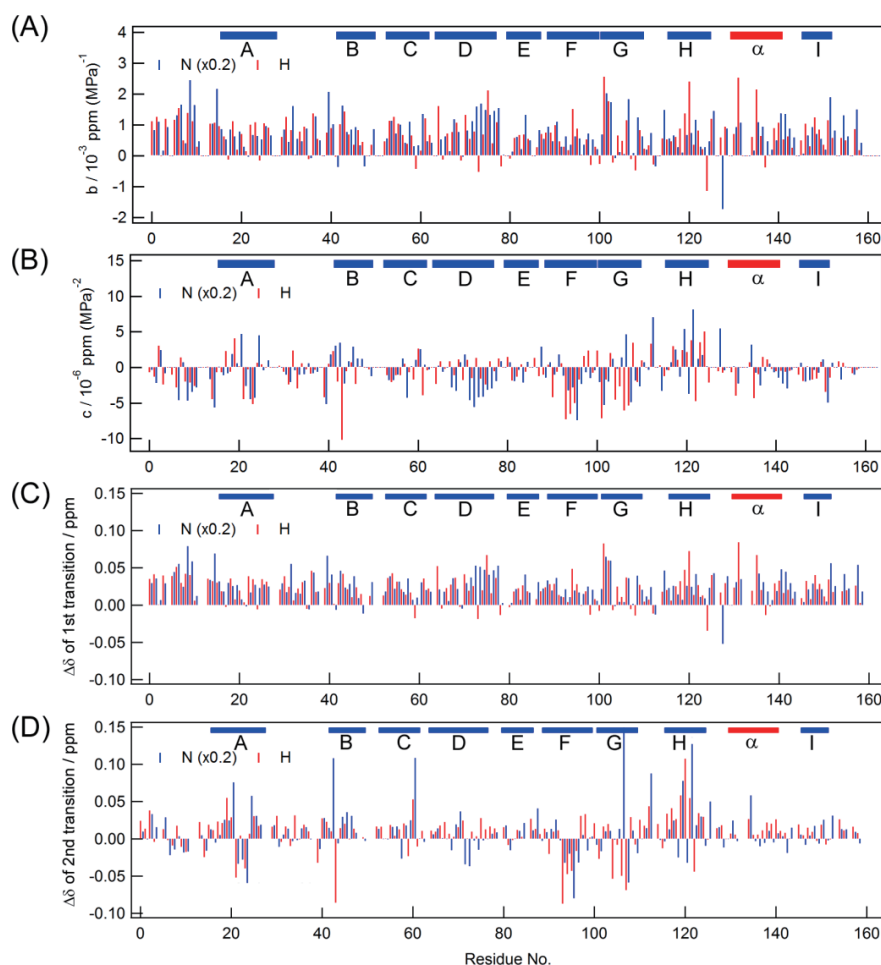 (A)
4
3
2
1
0
-1
-2
b / 10⁻³ ppm (MPa)⁻¹
A B C D E F G H α I
N (x0.2) H
0 20 40 60 80 100 120 140 160
(B)
15
10
5
0
-5
-10
c / 10⁻⁶ ppm (MPa)⁻²
A B C D E F G H α I
N (x0.2) H
0 20 40 60 80 100 120 140 160
(C)
0.15
0.10
0.05
0.00
-0.05
-0.10
Δδ of 1st transition / ppm
A B C D E F G H α I
N (x0.2) H
0 20 40 60 80 100 120 140 160
(D)
0.15
0.10
0.05
0.00
-0.05
-0.10
Δδ of 2nd transition / ppm
A B C D E F G H α I
N (x0.2) H
0 20 40 60 80 100 120 140 160
Residue No.